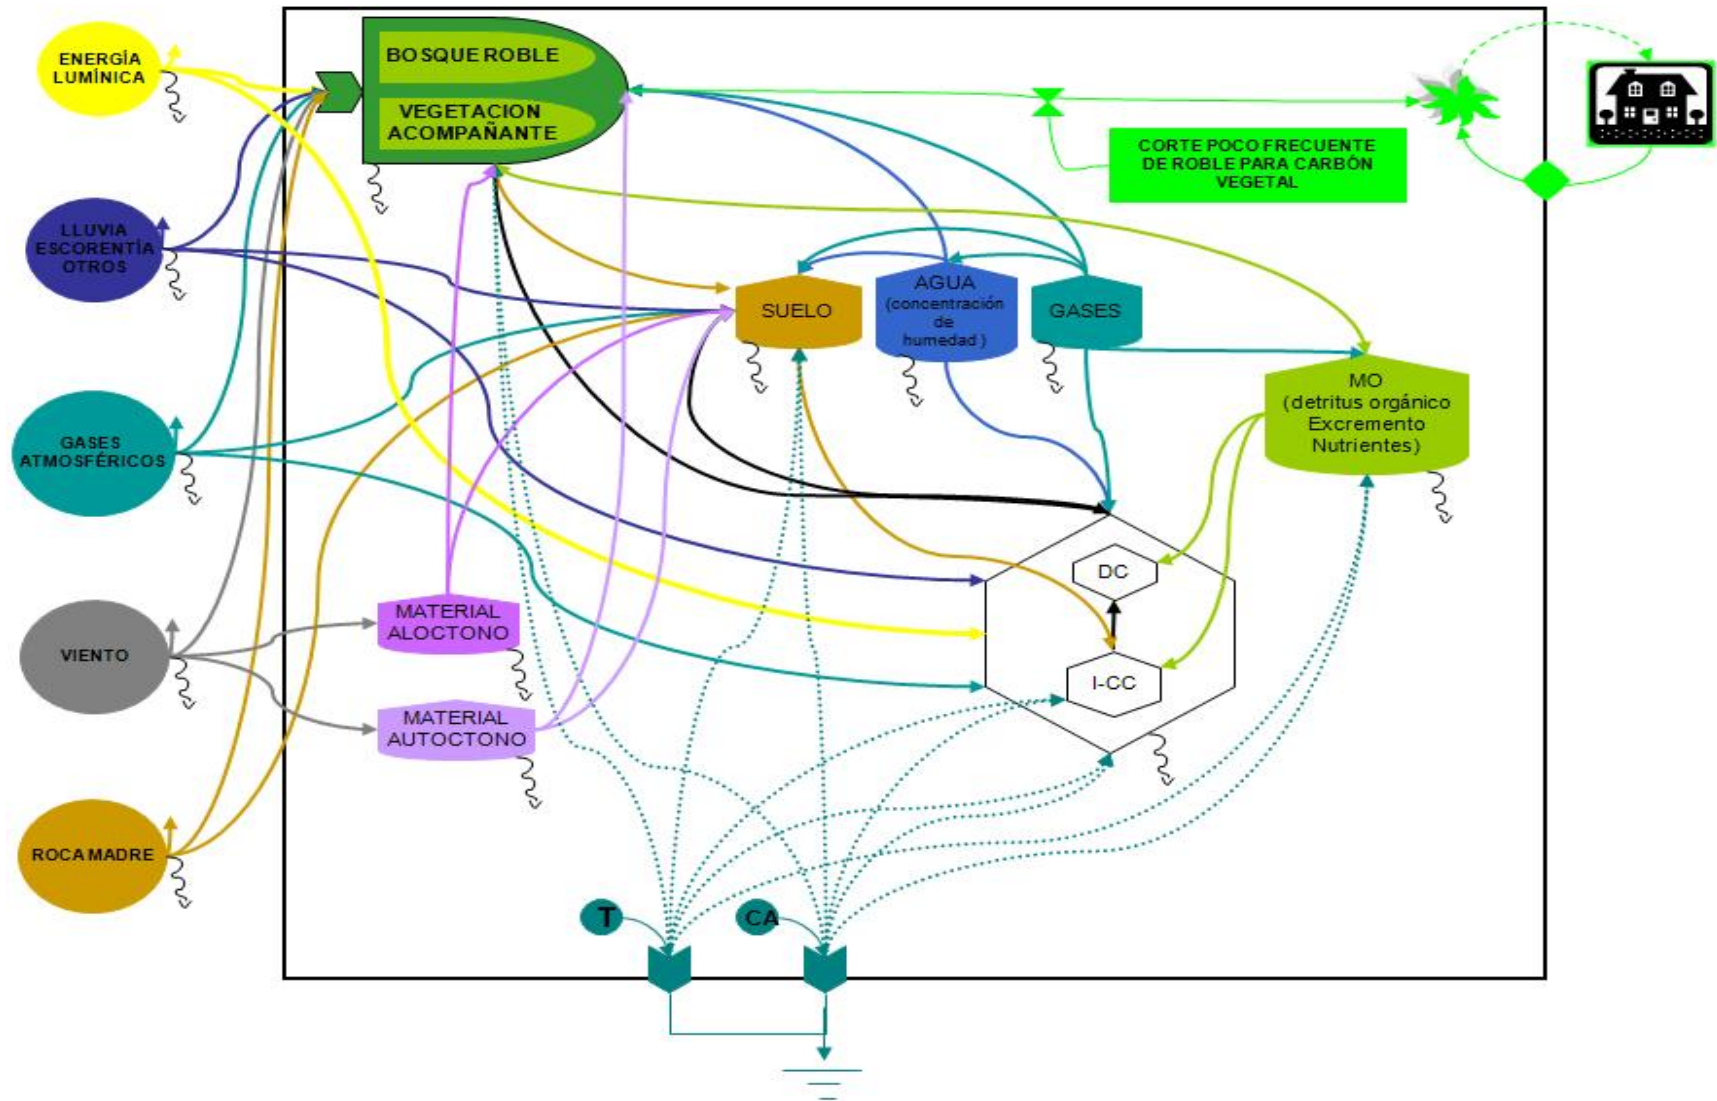 ENERGÍA
LUMÍNICA
BOSQUE ROBLE
VEGETACION
ACOMPAÑANTE
CORTE POCO FRECUENTE
DE ROBLE PARA CARBÓN
VEGETAL
LLUVIA
ESCORENTÍA
OTROS
SUELO
AGUA
(concentración
de
humedad )
GASES
MO
(detritus orgánico
Excremento
Nutrientes)
GASES
ATMOSFÉRICOS
DC
I-CC
VIENTO
MATERIAL
ALOCTONO
MATERIAL
AUTOCTONO
ROCA MADRE
T
CA